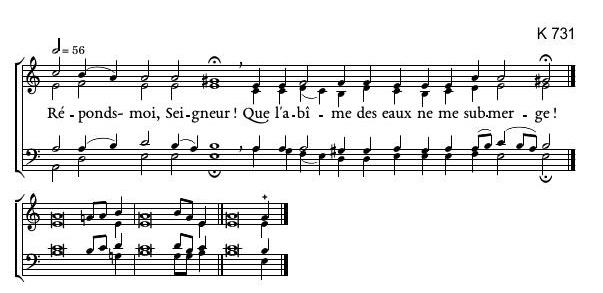 K 731
= 56
Ré - ponds- moi, Sei - gneur ! Que l'a - bî - me des eaux ne me sub-mer - ge !